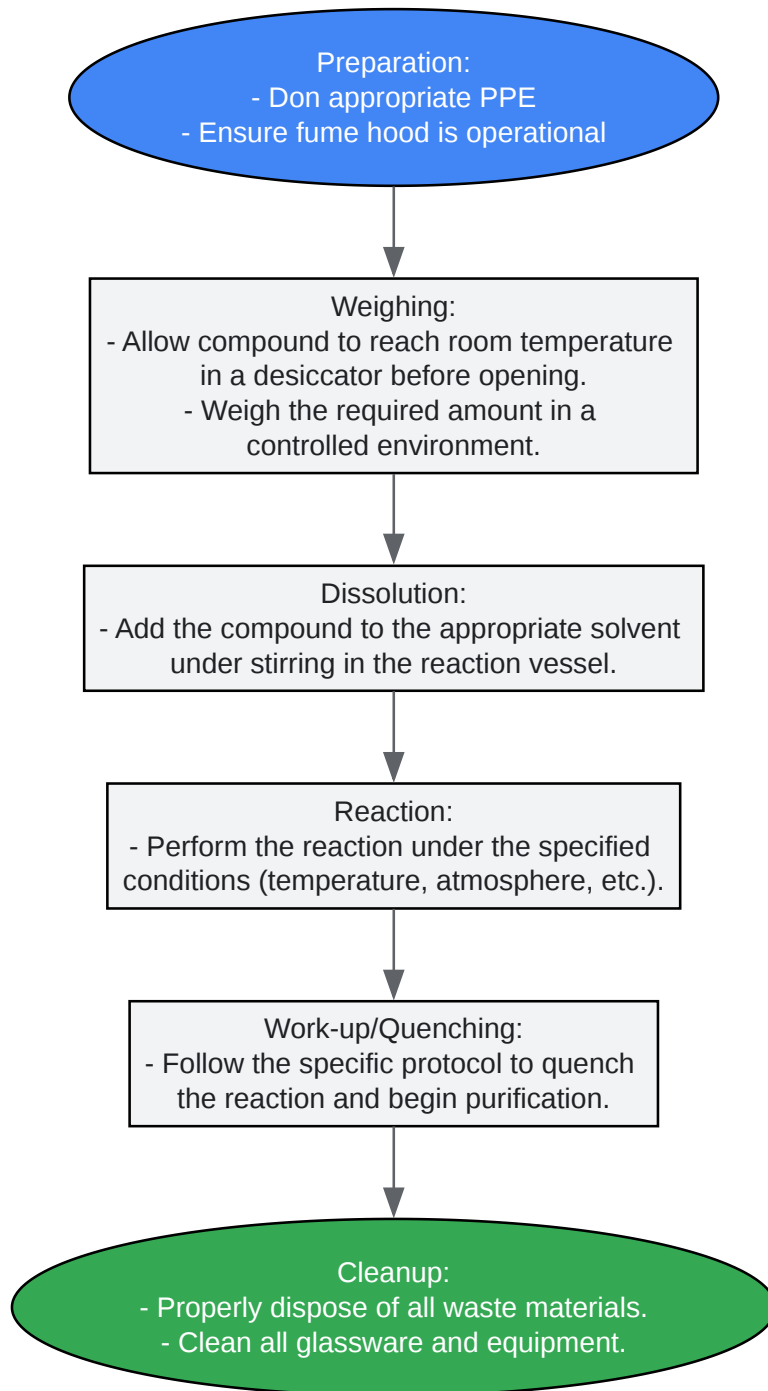 Preparation:
- Don appropriate PPE
- Ensure fume hood is operational
Weighing:
- Allow compound to reach room temperature
in a desiccator before opening.
- Weigh the required amount in a
controlled environment.
Dissolution:
- Add the compound to the appropriate solvent
under stirring in the reaction vessel.
Reaction:
- Perform the reaction under the specified
conditions (temperature, atmosphere, etc.).
Work-up/Quenching:
- Follow the specific protocol to quench
the reaction and begin purification.
Cleanup:
- Properly dispose of all waste materials.
- Clean all glassware and equipment.